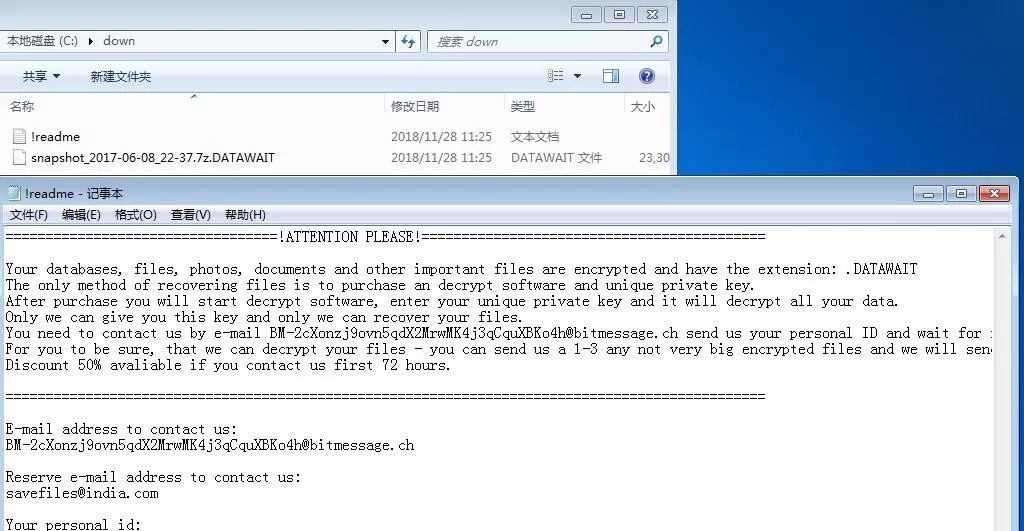 本地磁盘 (C:) ▸ down
搜索 down
共享 ▼ 新建文件夹
名称 修改日期 类型 大小
!readme 2018/11/28 11:25 文本文档
snapshot_2017-06-08_22-37.7z.DATAWAIT 2018/11/28 11:25 DATAWAIT 文件 23,30
!readme - 记事本
文件(F) 编辑(E) 格式(O) 查看(V) 帮助(H)
==================================!ATTENTION PLEASE!===========================================
Your databases, files, photos, documents and other important files are encrypted and have the extension: .DATAWAIT
The only method of recovering files is to purchase an decrypt software and unique private key.
After purchase you will start decrypt software, enter your unique private key and it will decrypt all your data.
Only we can give you this key and only we can recover your files.
You need to contact us by e-mail BM-2cXonzj9ovn5qdX2MrwMK4j3qCquXBKo4h@bitmessage.ch send us your personal ID and wait for
For you to be sure, that we can decrypt your files - you can send us a 1-3 any not very big encrypted files and we will sen
Discount 50% avaliable if you contact us first 72 hours.
===============================================================================================
E-mail address to contact us:
BM-2cXonzj9ovn5qdX2MrwMK4j3qCquXBKo4h@bitmessage.ch
Reserve e-mail address to contact us:
savefiles@india.com
Your personal id: